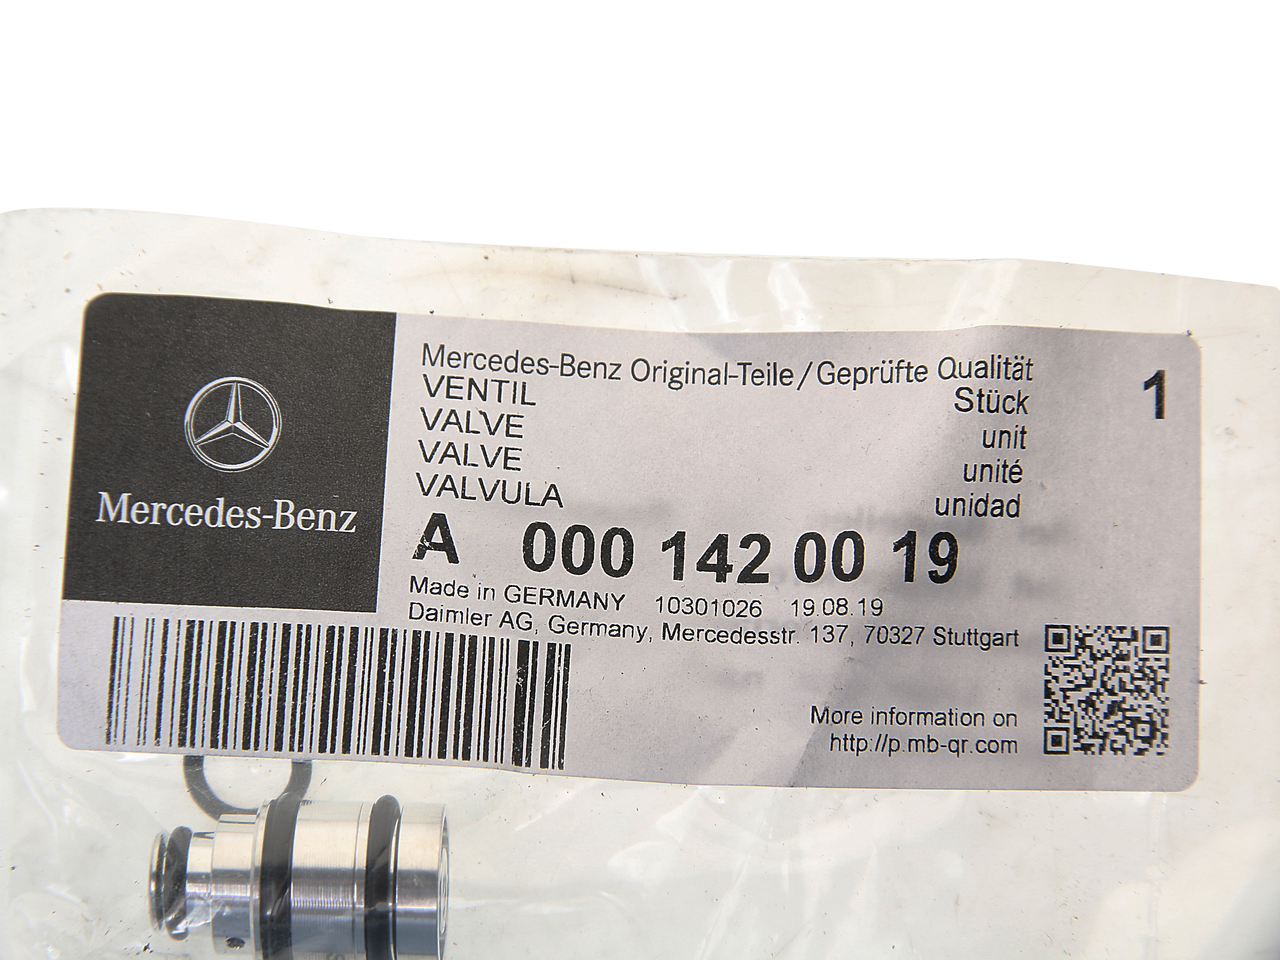 Mercedes-Benz
Mercedes-Benz Original-Teile/Geprüfte Qualität
VENTIL Stück 1
VALVE unit
VALVE unité
VALVULA unidad
A 000 142 00 19
Made in GERMANY 10301026 19.08.19
Daimler AG, Germany, Mercedesstr. 137, 70327 Stuttgart
More information on
http://p.mb-qr.com